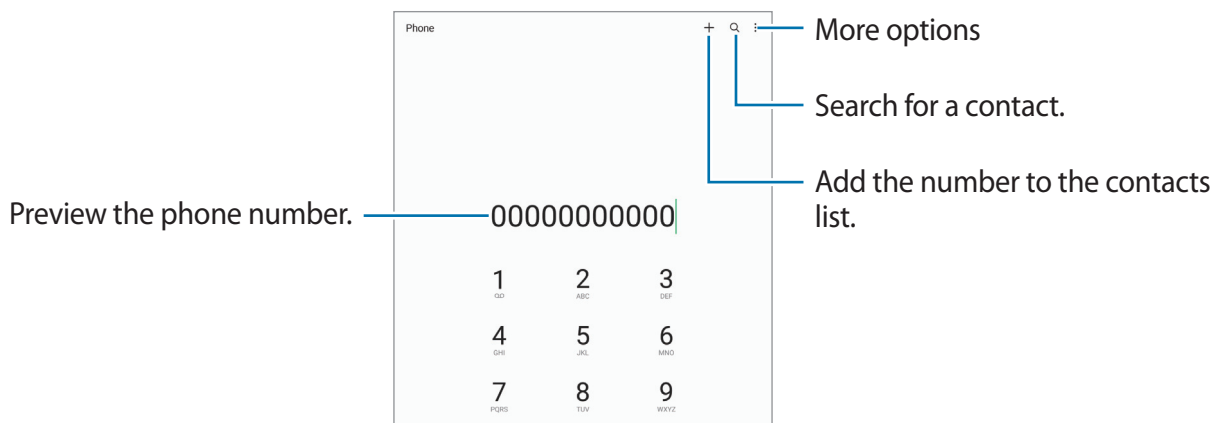 Phone
More options
Search for a contact.
Add the number to the contacts
list.
Preview the phone number.
00000000000
1 2 3
ABC DEF
4 5 6
GHI JKL MNO
7 8 9
PQRS TUV WXYZ